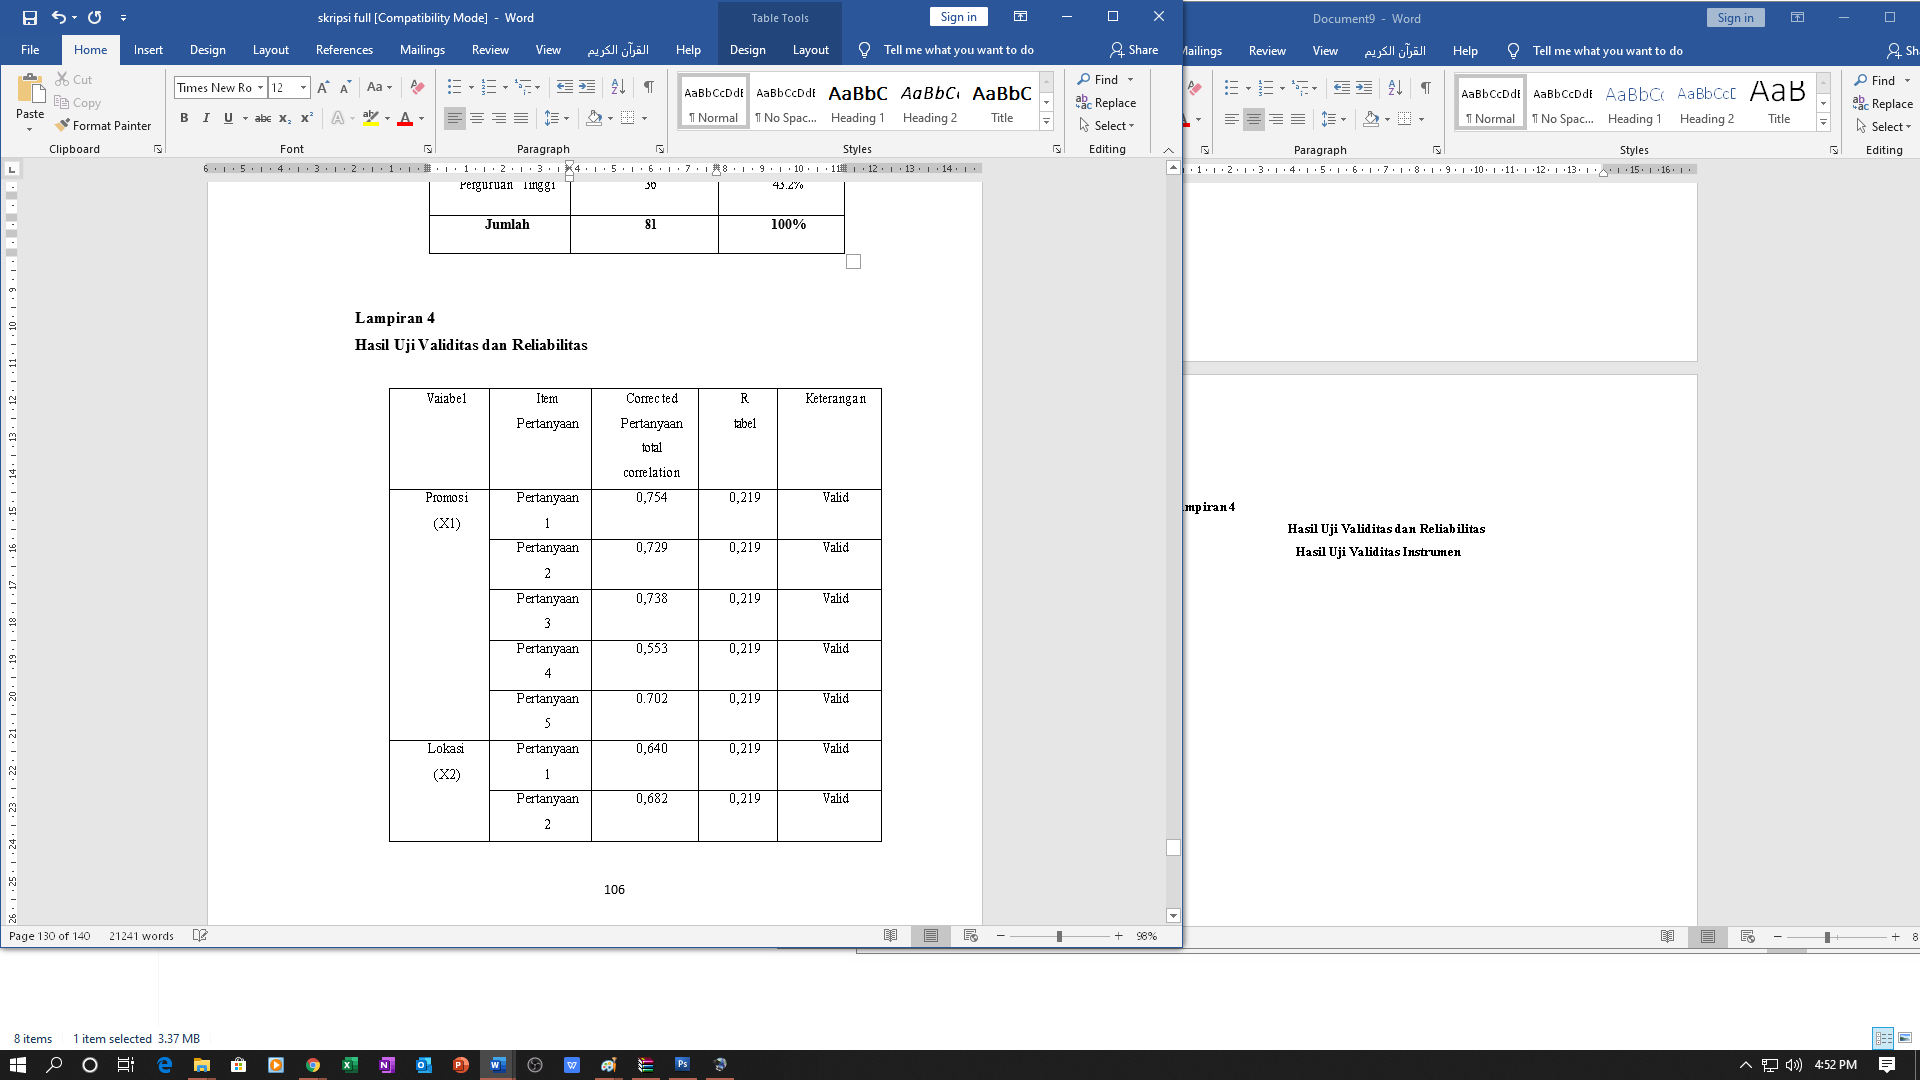 skripsi full [Compatibility Mode] - Word
Table Tools
Sign in
Document9 - Word
Sign in
File Home Insert Design Layout References Mailings Review View القرآن الكريم Help Design Layout Tell me what you want to do Share
Mailings Review View القرآن الكريم Help Tell me what you want to do
Paste
Cut
Copy
Format Painter
Clipboard
Times New Ro 12
Font
Paragraph
AaBbCcDdE AaBbCcDdE AaBbC AaBbC AaBbC
¶ Normal ¶ No Spac... Heading 1 Heading 2 Title
Styles
Find
Replace
Select
Editing
Paragraph
AaBbCcDdE AaBbCcDdE AaBbCc AaBbCcD AaB
¶ Normal ¶ No Spac... Heading 1 Heading 2 Title
Styles
Find
Replace
Select
Editing
Perguruan Tinggi 36 43.2%
Jumlah 81 100%
Lampiran 4
Hasil Uji Validitas dan Reliabilitas
Vaiabel Item Pertanyaan Corrected Pertanyaan total correlation R tabel Keterangan
Promosi (X1) Pertanyaan 1 0,754 0,219 Valid
Pertanyaan 2 0,729 0,219 Valid
Pertanyaan 3 0,738 0,219 Valid
Pertanyaan 4 0,553 0,219 Valid
Pertanyaan 5 0.702 0,219 Valid
Lokasi (X2) Pertanyaan 1 0,640 0,219 Valid
Pertanyaan 2 0,682 0,219 Valid
106
mpiran 4
Hasil Uji Validitas dan Reliabilitas
Hasil Uji Validitas Instrumen
Page 130 of 140 21241 words
98%
8 items 1 item selected 3.37 MB
4:52 PM